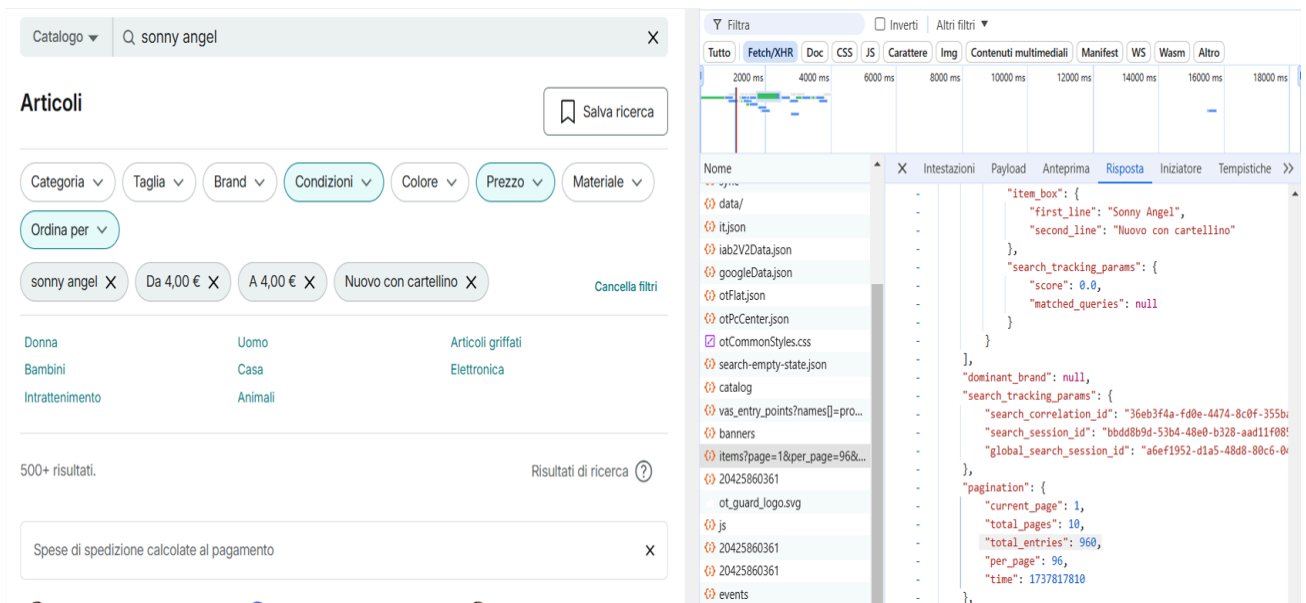 Catalogo
sonny angel
Articoli
Salva ricerca
Categoria
Taglia
Brand
Condizioni
Colore
Prezzo
Materiale
Ordina per
sonny angel X
Da 4,00 € X
A 4,00 € X
Nuovo con cartellino X
Cancella filtri
Donna
Uomo
Articoli griffati
Bambini
Casa
Elettronica
Intrattenimento
Animali
500+ risultati.
Risultati di ricerca ?
Spese di spedizione calcolate al pagamento
Filtra
Inverti
Altri filtri
Tutto
Fetch/XHR
Doc
CSS
JS
Carattere
Img
Contenuti multimediali
Manifest
WS
Wasm
Altro
2000 ms
4000 ms
6000 ms
8000 ms
10000 ms
12000 ms
14000 ms
16000 ms
18000 ms
Nome
data/
it.json
iab2V2Data.json
googleData.json
otFlat.json
otPcCenter.json
otCommonStyles.css
search-empty-state.json
catalog
vas_entry_points?names[]=pro...
banners
items?page=1&per_page=96&...
20425860361
ot_guard_logo.svg
js
20425860361
20425860361
events
Intestazioni
Payload
Anteprima
Risposta
Iniziatore
Tempistiche
"item_box": {
"first_line": "Sonny Angel",
"second_line": "Nuovo con cartellino"
},
"search_tracking_params": {
"score": 0.0,
"matched_queries": null
}
}
],
"dominant_brand": null,
"search_tracking_params": {
"search_correlation_id": "36eb3f4a-fd0e-4474-8c0f-355b
"search_session_id": "bbdd8b9d-53b4-48e0-b328-aad11f08
"global_search_session_id": "a6ef1952-d1a5-48d8-80c6-0
},
"pagination": {
"current_page": 1,
"total_pages": 10,
"total_entries": 960,
"per_page": 96,
"time": 1737817810
},